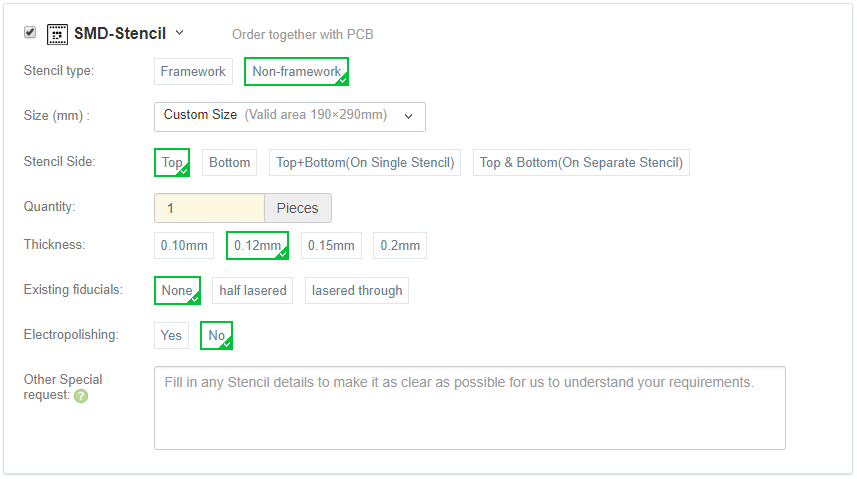 SMD-Stencil Order together with PCB
Stencil type: Framework Non-framework
Size (mm) : Custom Size (Valid area 190×290mm)
Stencil Side: Top Bottom Top+Bottom(On Single Stencil) Top & Bottom(On Separate Stencil)
Quantity: 1 Pieces
Thickness: 0.10mm 0.12mm 0.15mm 0.2mm
Existing fiducials: None half lasered lasered through
Electropolishing: Yes No
Other Special
request: ?
Fill in any Stencil details to make it as clear as possible for us to understand your requirements.